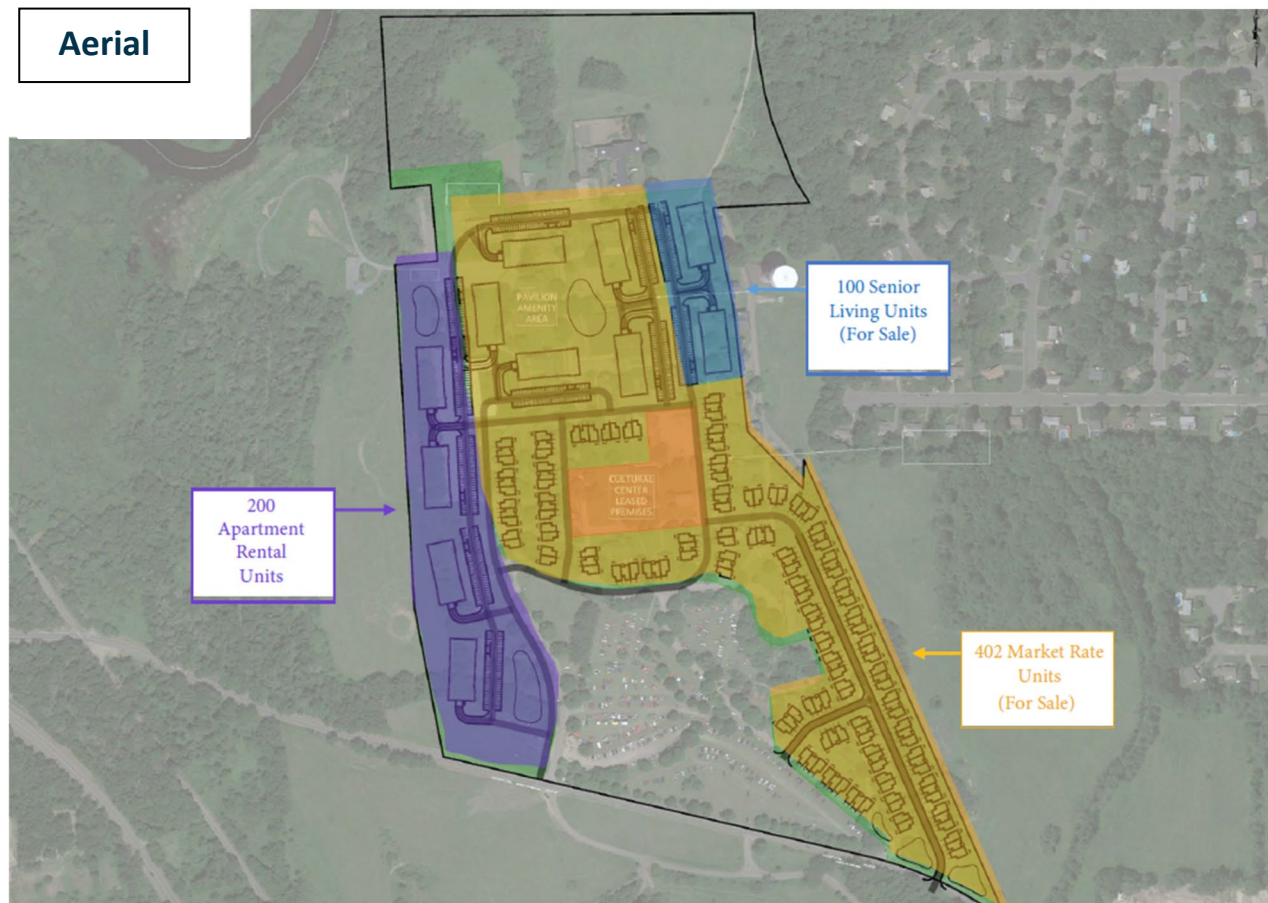 Aerial
PAVILION
AMENITY
AREA
100 Senior
Living Units
(For Sale)
CULTURAL
CENTER
LEASED
PREMISES
200
Apartment
Rental
Units
402 Market Rate
Units
(For Sale)